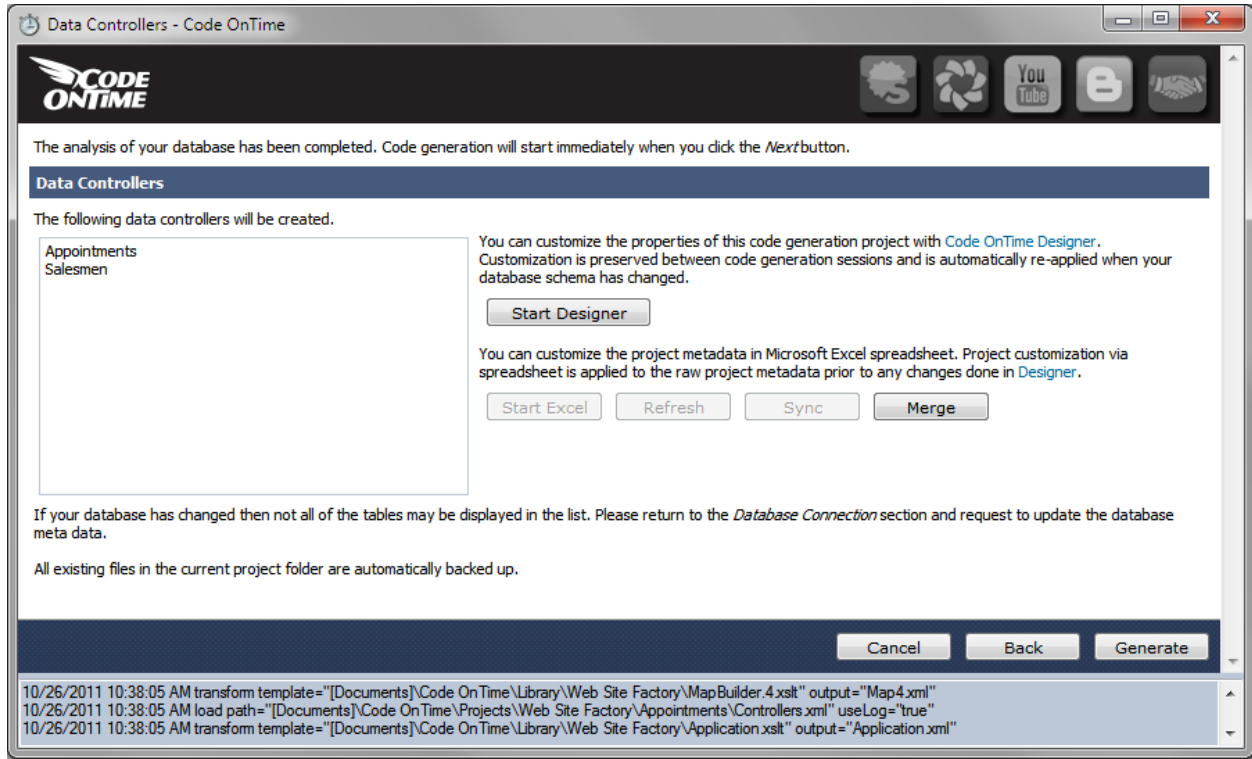 Data Controllers - Code OnTime
CODE
ONTIME
You
Tube
The analysis of your database has been completed. Code generation will start immediately when you click the Next button.
Data Controllers
The following data controllers will be created.
Appointments
Salesmen
You can customize the properties of this code generation project with Code OnTime Designer.
Customization is preserved between code generation sessions and is automatically re-applied when your
database schema has changed.
Start Designer
You can customize the project metadata in Microsoft Excel spreadsheet. Project customization via
spreadsheet is applied to the raw project metadata prior to any changes done in Designer.
Start Excel Refresh Sync Merge
If your database has changed then not all of the tables may be displayed in the list. Please return to the Database Connection section and request to update the database
meta data.
All existing files in the current project folder are automatically backed up.
Cancel Back Generate
10/26/2011 10:38:05 AM transform template="[Documents]\Code OnTime\Library\Web Site Factory\MapBuilder.4.xslt" output="Map4.xml"
10/26/2011 10:38:05 AM load path="[Documents]\Code OnTime\Projects\Web Site Factory\Appointments\Controllers.xml" useLog="true"
10/26/2011 10:38:05 AM transform template="[Documents]\Code OnTime\Library\Web Site Factory\Application.xslt" output="Application.xml"